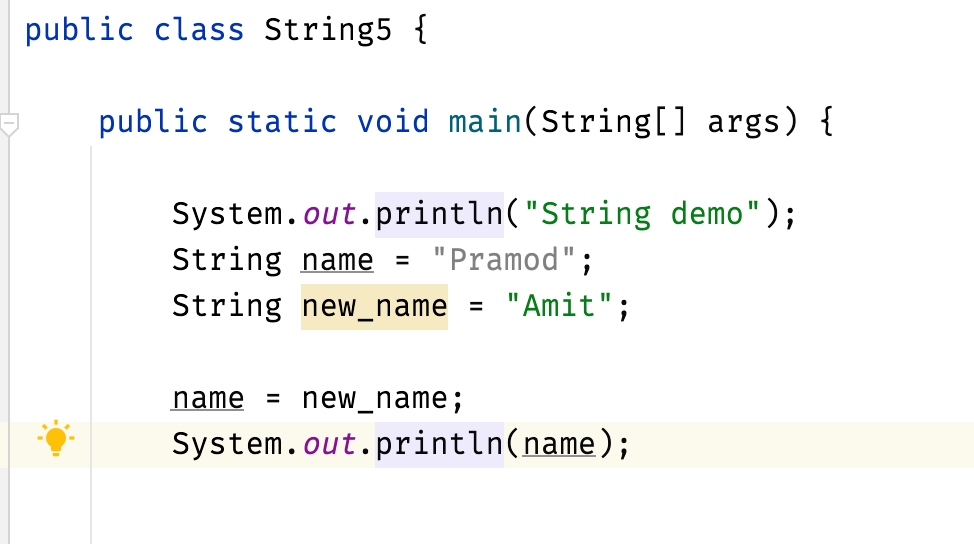 public class String5 {
public static void main(String[] args) {
System.out.println("String demo");
String name = "Pramod";
String new_name = "Amit";
name = new_name;
System.out.println(name);